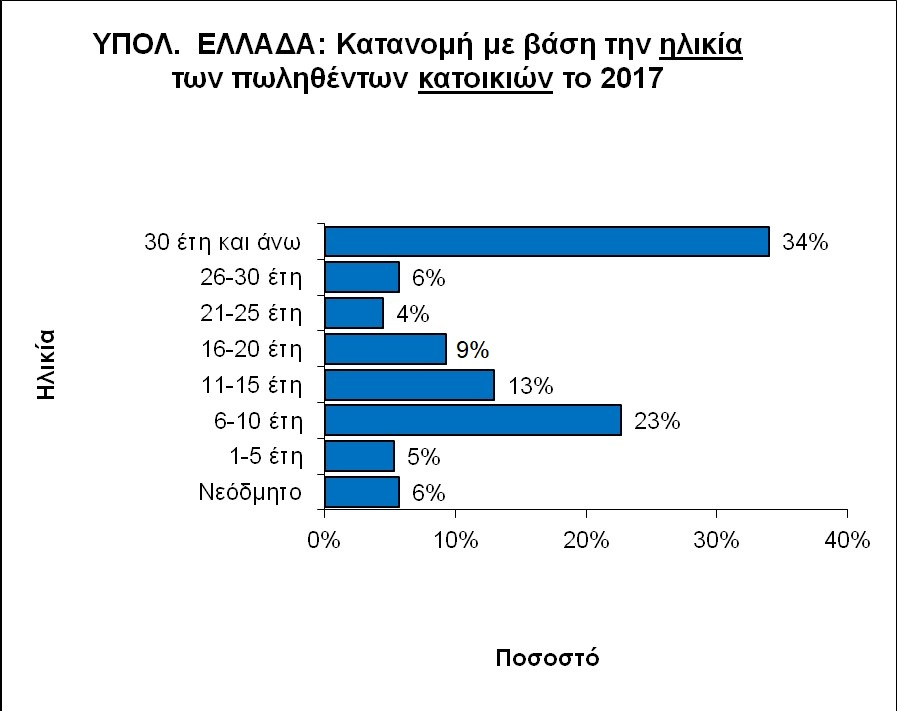 ΥΠΟΛ. ΕΛΛΑΔΑ: Κατανομή με βάση την ηλικία
των πωληθέντων κατοικιών το 2017
Ηλικία
30 έτη και άνω 34%
26-30 έτη 6%
21-25 έτη 4%
16-20 έτη 9%
11-15 έτη 13%
6-10 έτη 23%
1-5 έτη 5%
Νεόδμητο 6%
0% 10% 20% 30% 40%
Ποσοστό